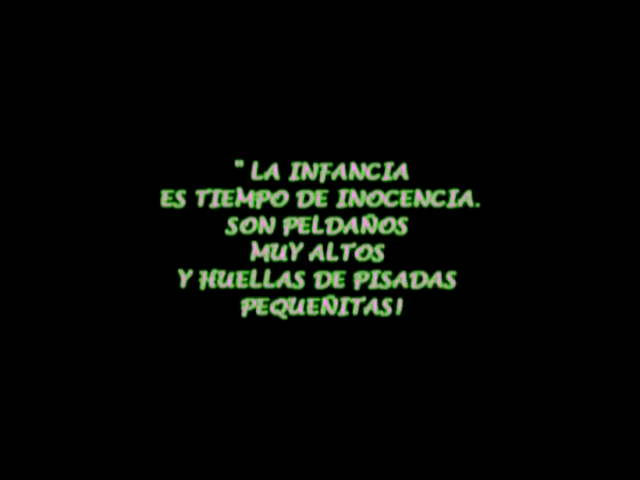 " LA INFANCIA
ES TIEMPO DE INOCENCIA.
SON PELDAÑOS
MUY ALTOS
Y HUELLAS DE PISADAS
PEQUEÑITAS!